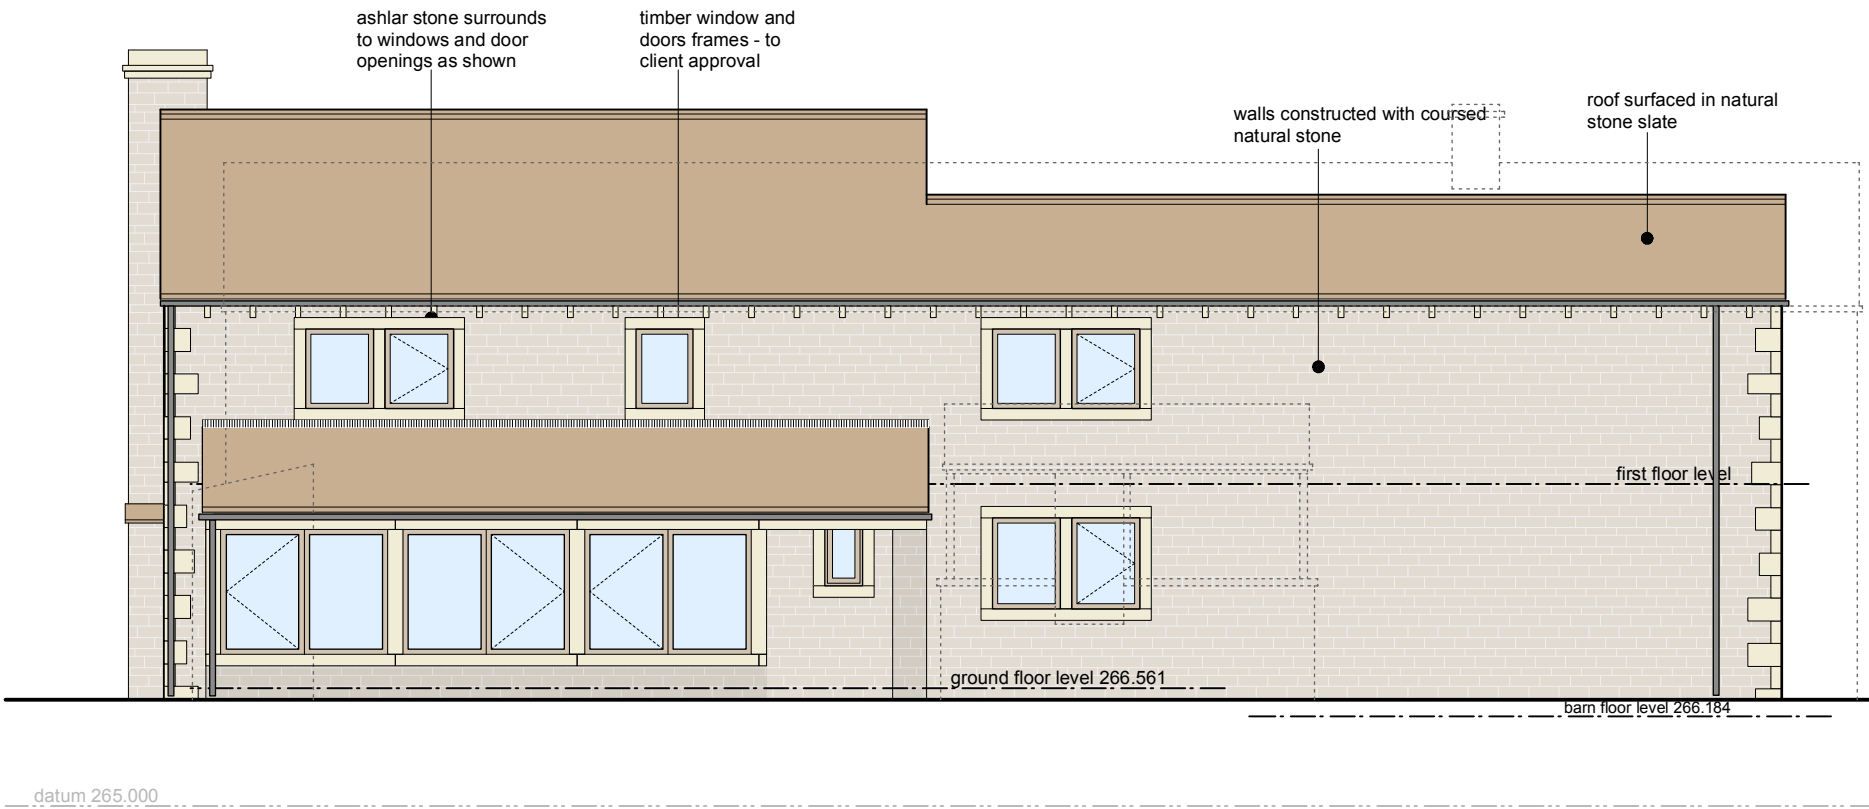 ashlar stone surrounds
to windows and door
openings as shown
timber window and
doors frames - to
client approval
walls constructed with coursed
natural stone
roof surfaced in natural
stone slate
first floor level
ground floor level 266.561
barn floor level 266.184
datum 265.000